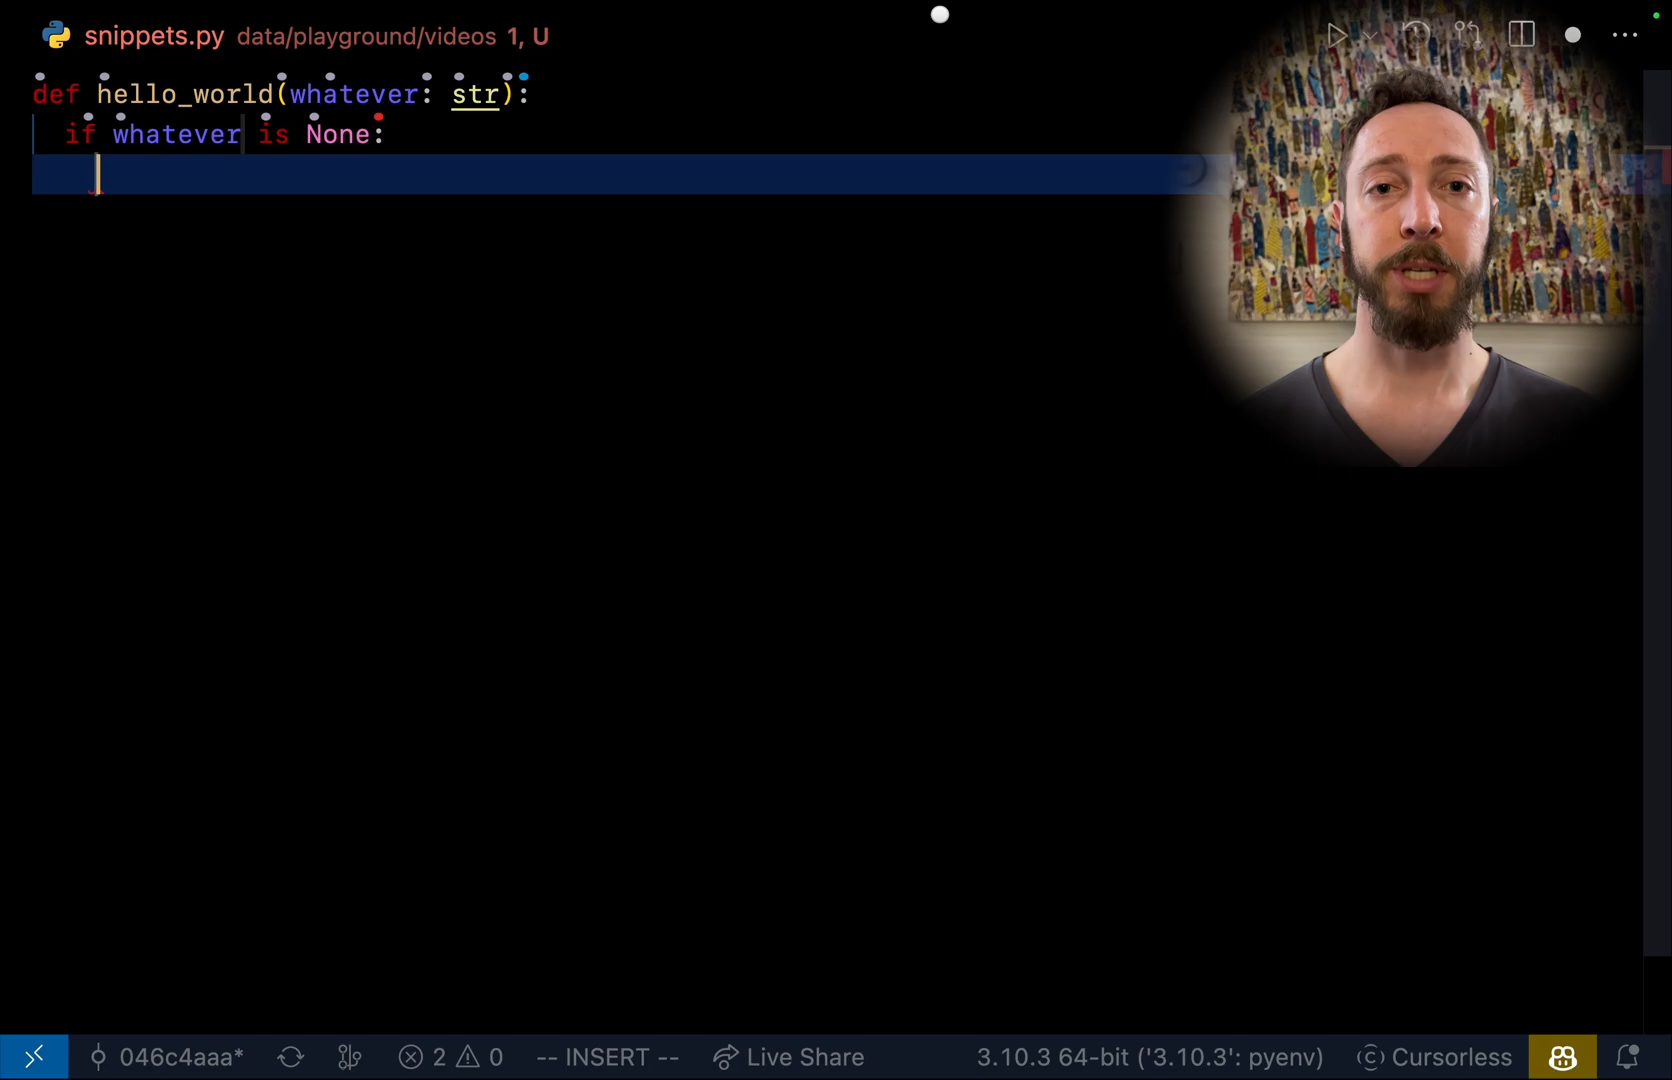 snippets.py data/playground/videos 1, U
def hello_world(whatever: str):
if whatever is None:
046c4aaa* 2 0 -- INSERT -- Live Share 3.10.3 64-bit ('3.10.3': pyenv) Cursorless